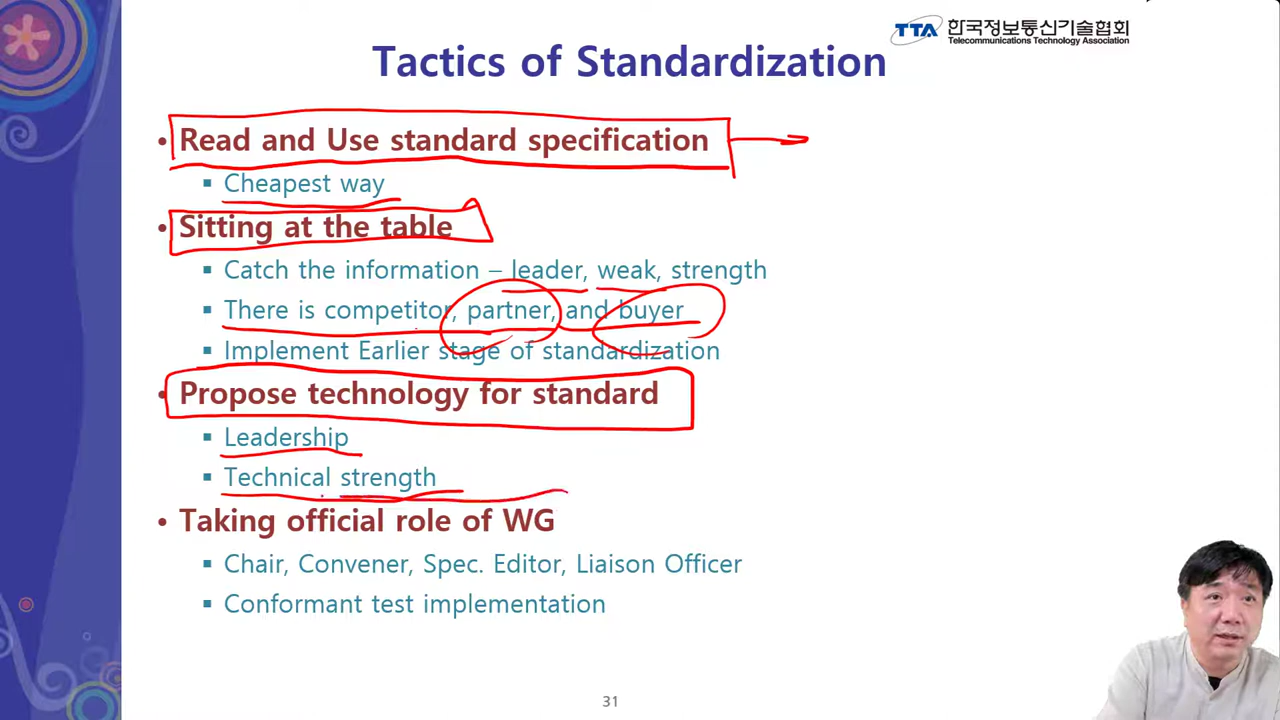 TTA 한국정보통신기술협회
Telecommunications Technology Association
Tactics of Standardization
• Read and Use standard specification
▪ Cheapest way
• Sitting at the table
▪ Catch the information – leader, weak, strength
▪ There is competitor, partner, and buyer
▪ Implement Earlier stage of standardization
• Propose technology for standard
▪ Leadership
▪ Technical strength
• Taking official role of WG
▪ Chair, Convener, Spec. Editor, Liaison Officer
▪ Conformant test implementation
31